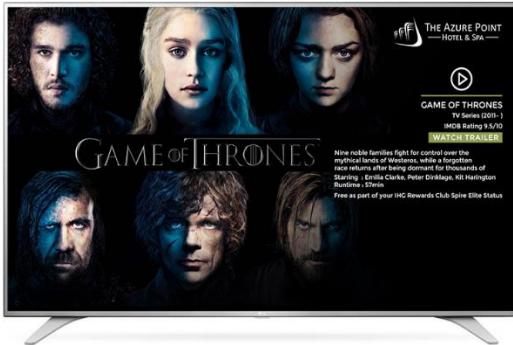 THE AZURE POINT
HOTEL & SPA
GAME OF THRONES
TV Series (2011- )
IMDB Rating 9.5/10
WATCH TRAILER
GAME OF THRONES
Nine noble families fight for control over the
mythical lands of Westeros, while a forgotten
race returns after being dormant for thousands of
Starring : Emilia Clarke, Peter Dinklage, Kit Harington
Runtime : 57min
Free as part of your IHG Rewards Club Spire Elite Status